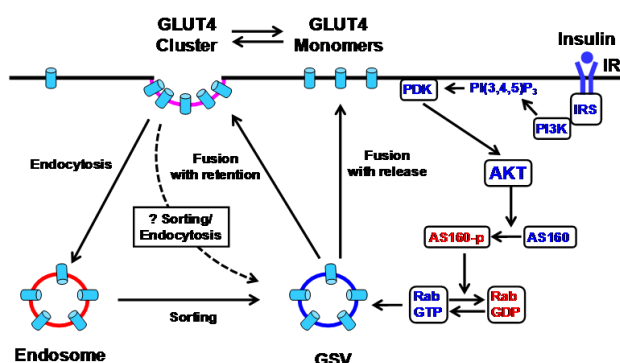 GLUT4
Cluster
GLUT4
Monomers
Insulin
IR
PDK
PI(3,4,5)P3
IRS
PI3K
Endocytosis
Fusion
with retention
Fusion
with release
AKT
? Sorting/
Endocytosis
AS160-p
AS160
Rab
GTP
Rab
GDP
Sorting
Endosome
GSV